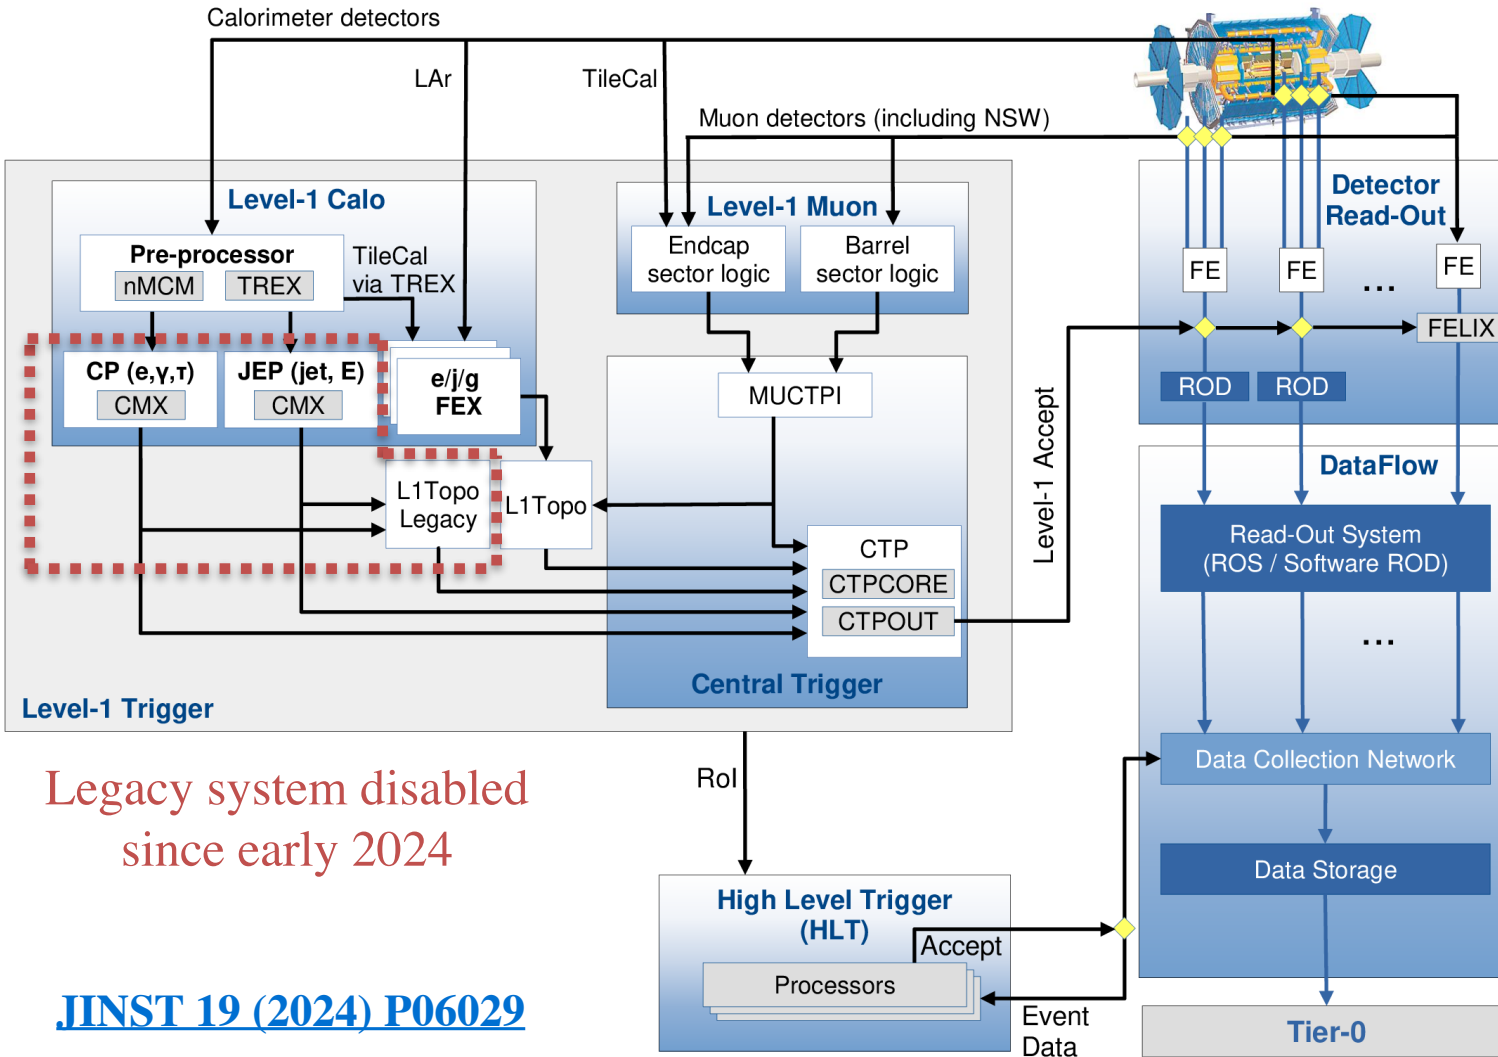 Calorimeter detectors
LAr
TileCal
Muon detectors (including NSW)
Level-1 Calo
Pre-processor
nMCM
TREX
TileCal
via TREX
CP (e,γ,τ)
CMX
JEP (jet, E)
CMX
e/j/g
FEX
L1Topo
Legacy
L1Topo
Level-1 Muon
Endcap
sector logic
Barrel
sector logic
MUCTPI
CTP
CTPCORE
CTPOUT
Central Trigger
Level-1 Trigger
Level-1 Accept
Detector
Read-Out
FE
FE
...
FE
FELIX
ROD
ROD
DataFlow
Read-Out System
(ROS / Software ROD)
...
Data Collection Network
Data Storage
Tier-0
RoI
High Level Trigger
(HLT)
Accept
Processors
Event
Data
Legacy system disabled
since early 2024
JINST 19 (2024) P06029